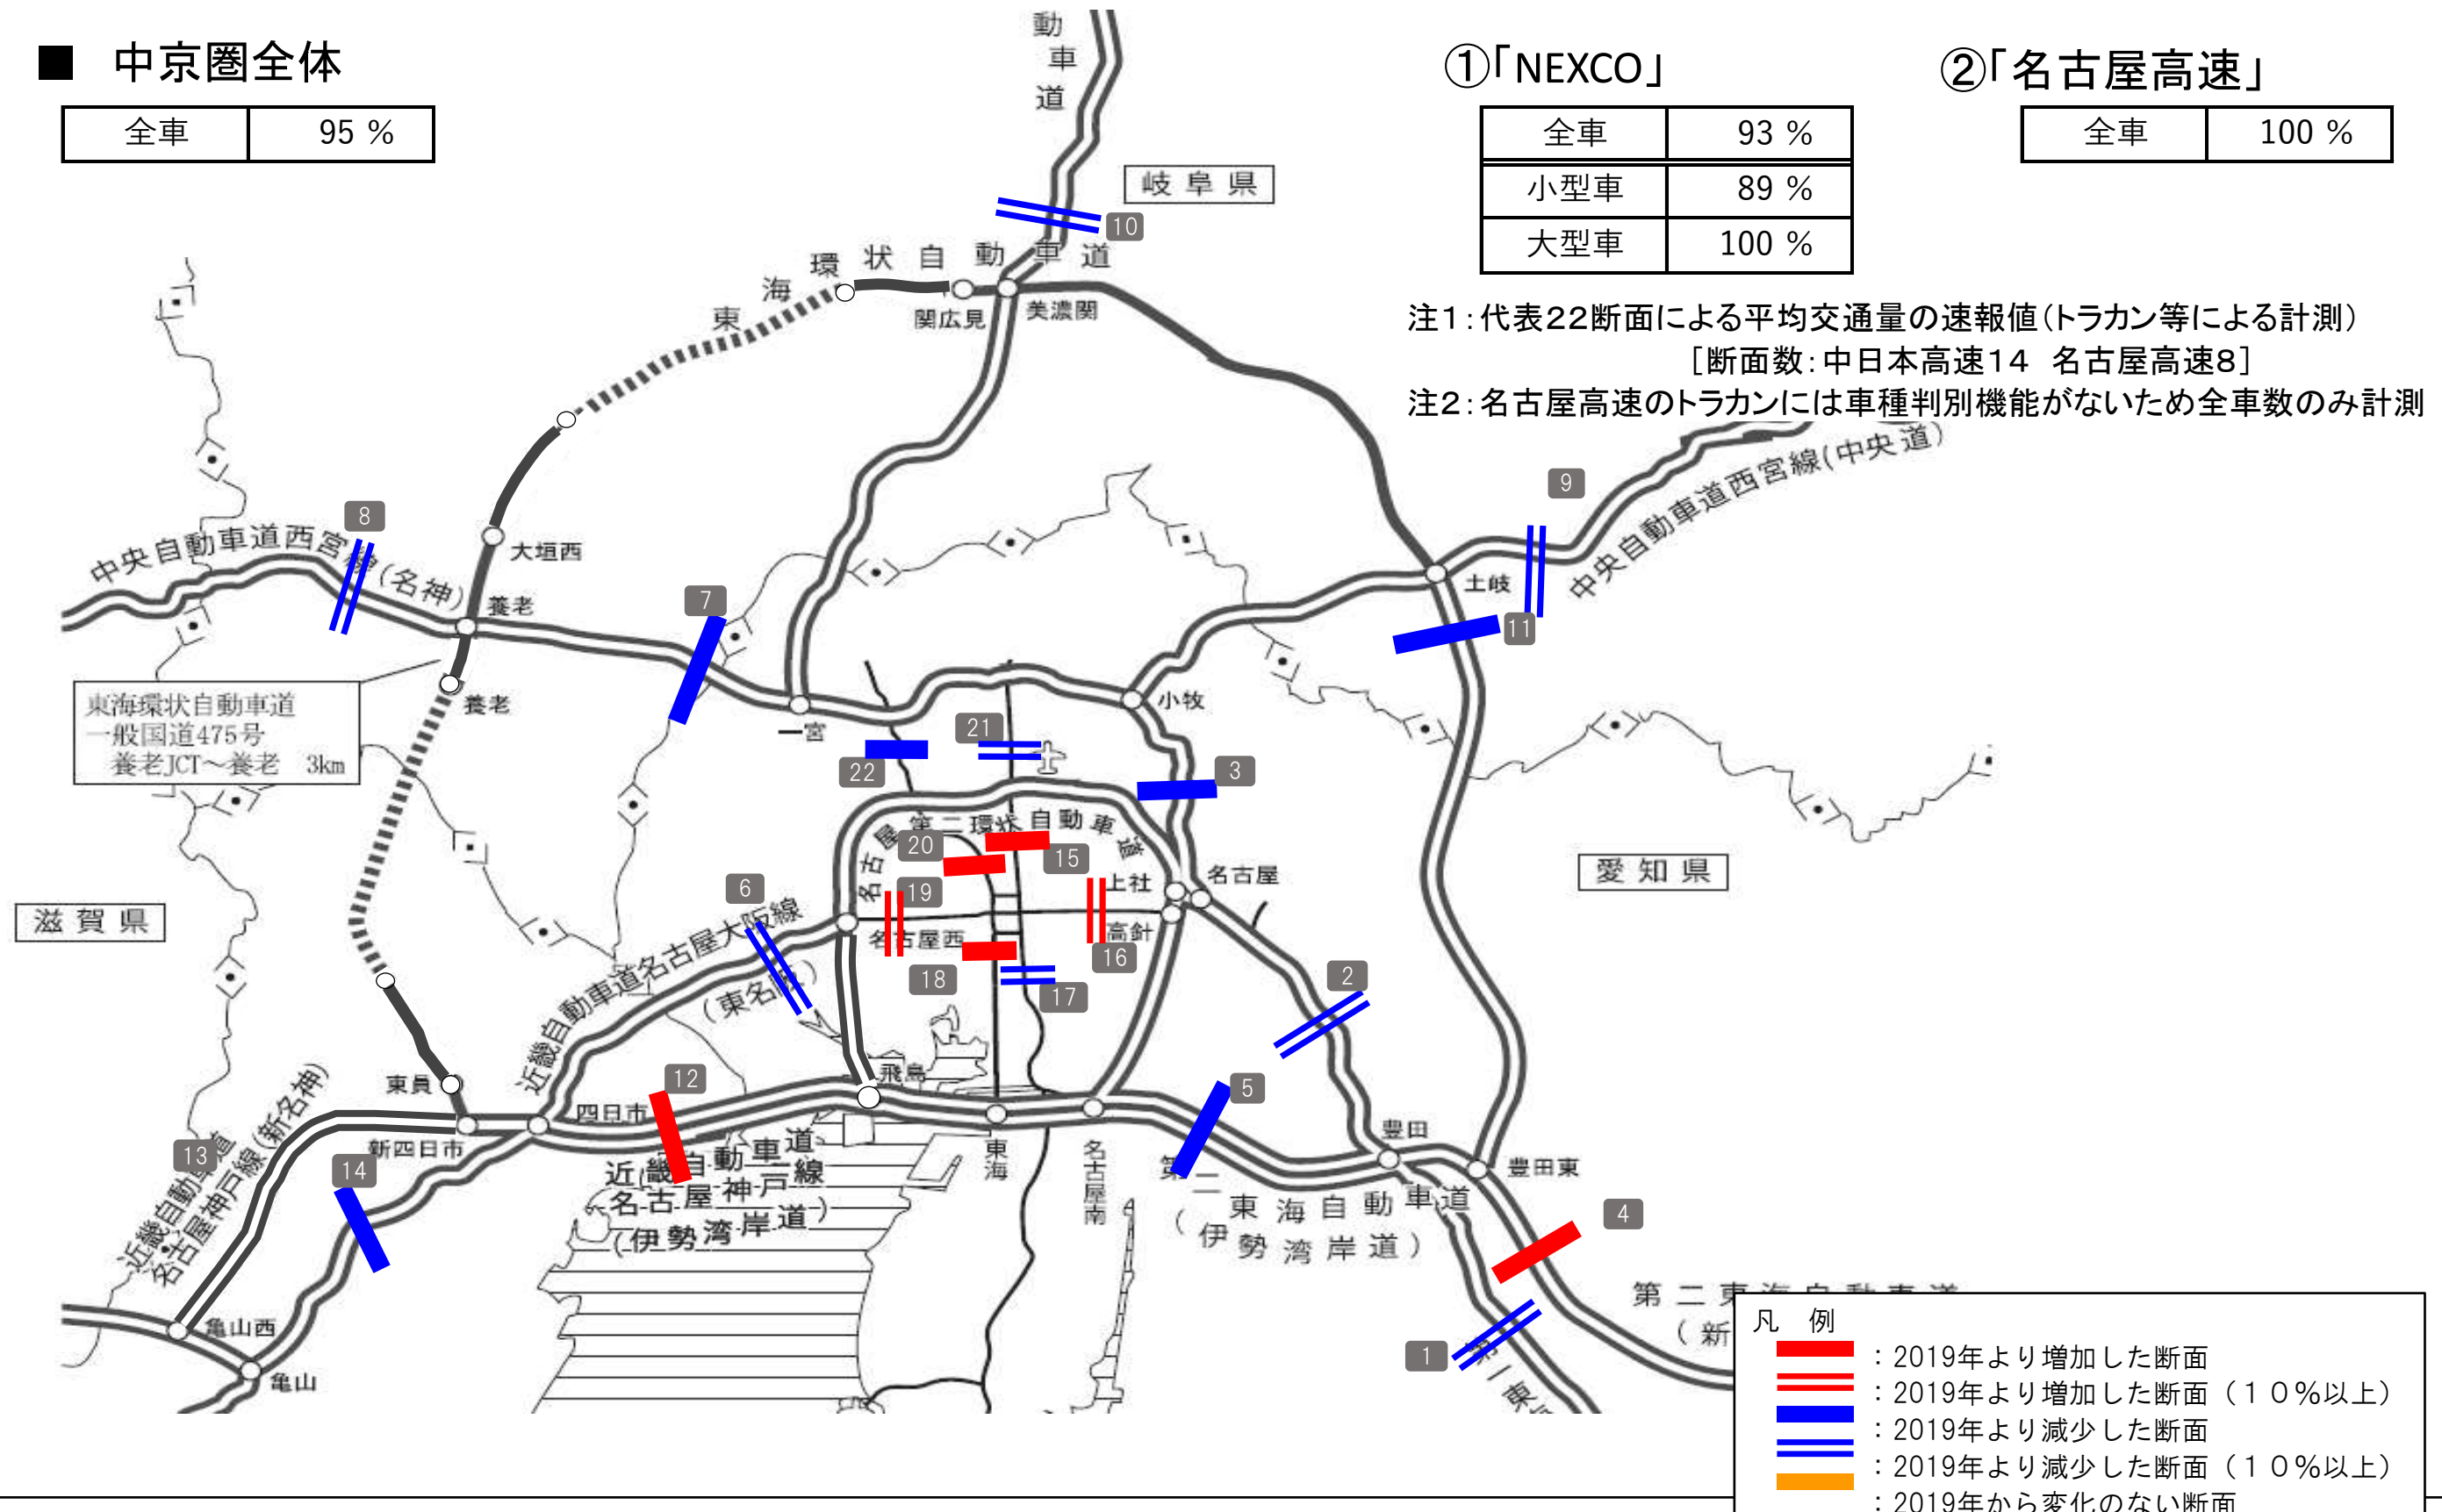 ■ 中京圏全体
全車 95 %
①「NEXCO」
全車 93 %
小型車 89 %
大型車 100 %
②「名古屋高速」
全車 100 %
注1：代表22断面による平均交通量の速報値（トラカン等による計測）
［断面数：中日本高速14 名古屋高速8］
注2：名古屋高速のトラカンには車種判別機能がないため全車数のみ計測
動車道
岐阜県
10
東海環状自動車道
関広見
美濃関
中央自動車道西宮線(中央道)
9
8
中央自動車道西宮線(名神)
大垣西
養老
7
土岐
11
養老
東海環状自動車道
一般国道475号
養老JCT～養老 3km
一宮
小牧
21
22
3
名古屋第二環状自動車道
20
15
上社
名古屋
愛知県
滋賀県
6
19
名古屋西
高針
16
18
17
2
近畿自動車道名古屋大阪線
(東名阪)
飛島
東員
12
5
四日市
新四日市
13
14
近畿自動車道
名古屋神戸線(新名神)
近畿自動車道
名古屋神戸線
(伊勢湾岸道)
東海
名古屋南
豊田
豊田東
第二東海自動車道
(伊勢湾岸道)
4
亀山西
亀山
1
第一東
第二東海自動車道
(新
凡 例
：2019年より増加した断面
：2019年より増加した断面（１０％以上）
：2019年より減少した断面
：2019年より減少した断面（１０％以上）
：2019年から変化のない断面